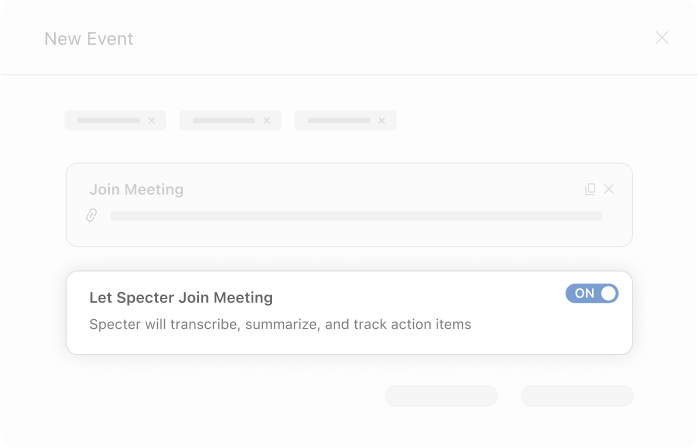 New Event
Join Meeting
Let Specter Join Meeting
ON
Specter will transcribe, summarize, and track action items